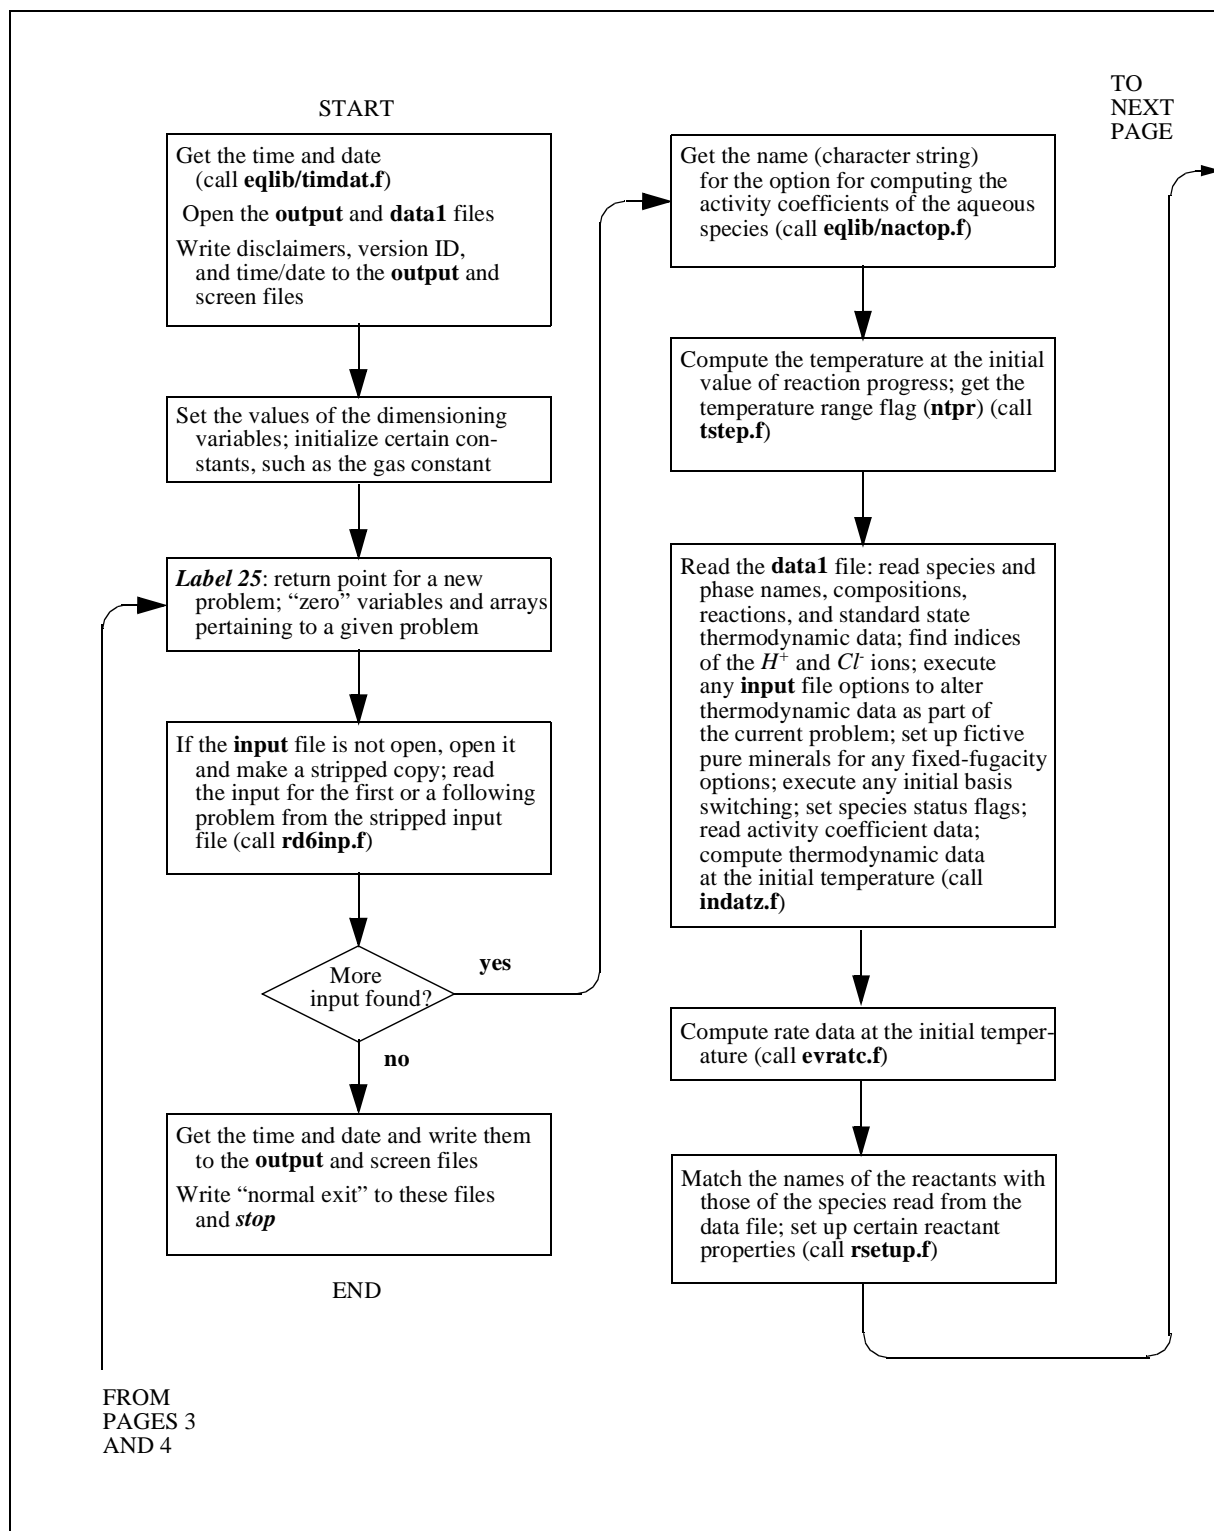 START
Get the time and date
(call eqlib/timdat.f)
Open the output and data1 files
Write disclaimers, version ID,
and time/date to the output and
screen files
Set the values of the dimensioning
variables; initialize certain con-
stants, such as the gas constant
Label 25: return point for a new
problem; “zero” variables and arrays
pertaining to a given problem
If the input file is not open, open it
and make a stripped copy; read
the input for the first or a following
problem from the stripped input
file (call rd6inp.f)
More
input found?
yes
no
Get the time and date and write them
to the output and screen files
Write “normal exit” to these files
and stop
END
FROM
PAGES 3
AND 4
Get the name (character string)
for the option for computing the
activity coefficients of the aqueous
species (call eqlib/nactop.f)
Compute the temperature at the initial
value of reaction progress; get the
temperature range flag (ntpr) (call
tstep.f)
Read the data1 file: read species and
phase names, compositions,
reactions, and standard state
thermodynamic data; find indices
of the H⁺ and Cl⁻ ions; execute
any input file options to alter
thermodynamic data as part of
the current problem; set up fictive
pure minerals for any fixed-fugacity
options; execute any initial basis
switching; set species status flags;
read activity coefficient data;
compute thermodynamic data
at the initial temperature (call
indatz.f)
Compute rate data at the initial temper-
ature (call evratc.f)
Match the names of the reactants with
those of the species read from the
data file; set up certain reactant
properties (call rsetup.f)
TO
NEXT
PAGE